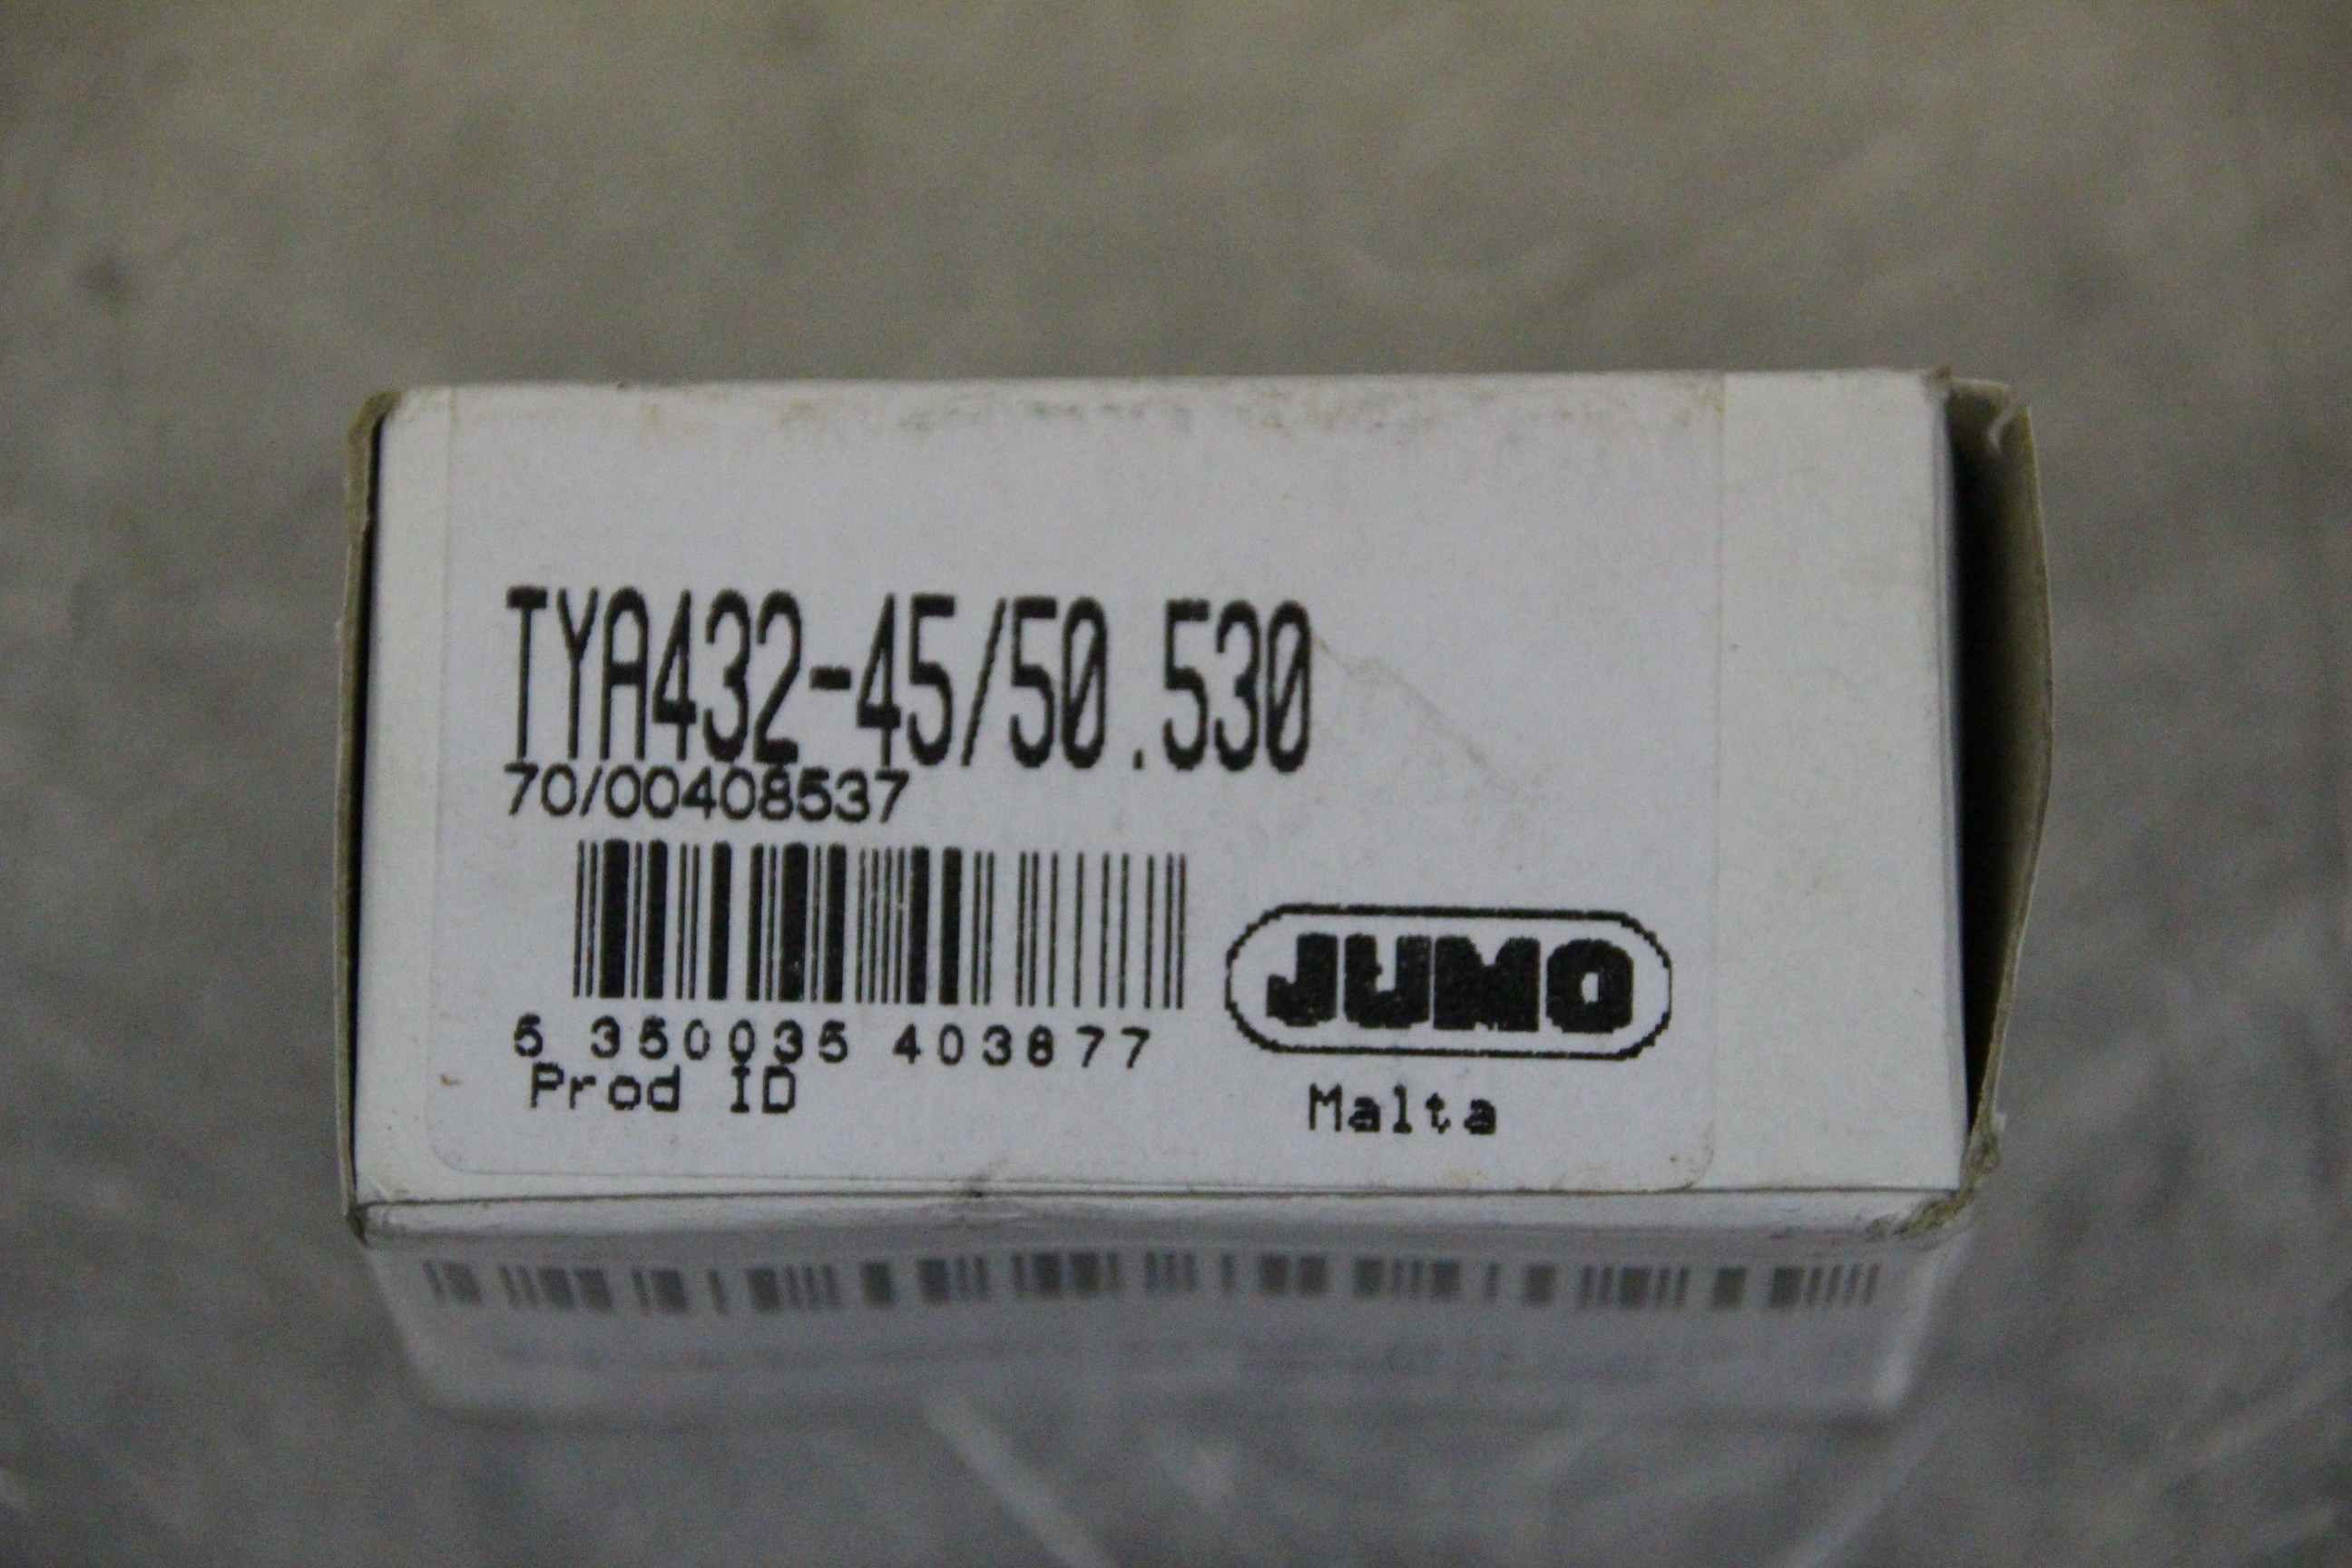 TYA432-45/50.530
70/00408537
5 350035 403877
Prod ID
JUMO
Malta